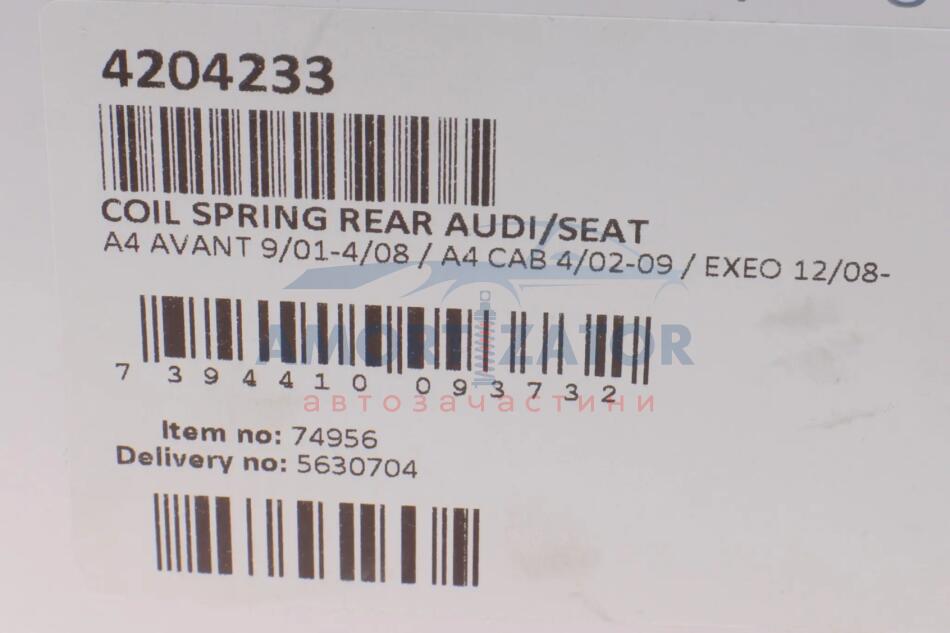 4204233
COIL SPRING REAR AUDI/SEAT
A4 AVANT 9/01-4/08 / A4 CAB 4/02-09 / EXEO 12/08-
AMORTIZATOR
7 394410 093732
автозапчастини
Item no: 74956
Delivery no: 5630704